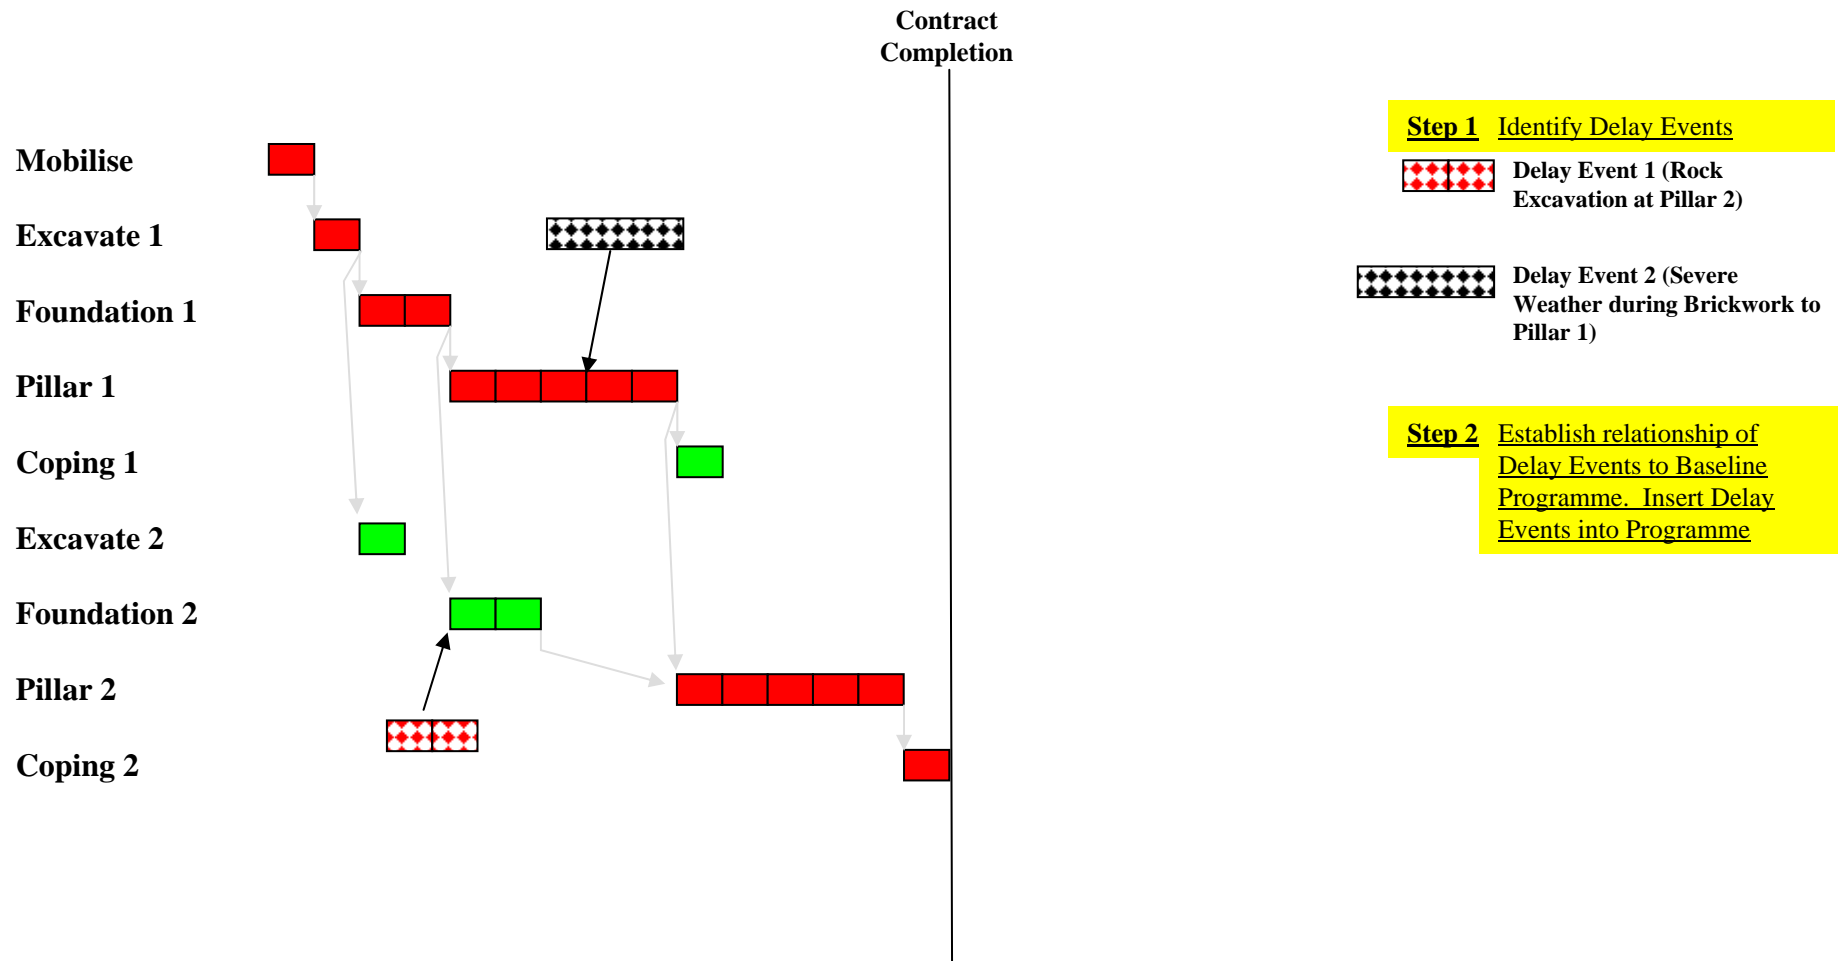 Contract
Completion
Mobilise
Excavate 1
Foundation 1
Pillar 1
Coping 1
Excavate 2
Foundation 2
Pillar 2
Coping 2
Step 1 Identify Delay Events
Delay Event 1 (Rock
Excavation at Pillar 2)
Delay Event 2 (Severe
Weather during Brickwork to
Pillar 1)
Step 2 Establish relationship of
Delay Events to Baseline
Programme. Insert Delay
Events into Programme